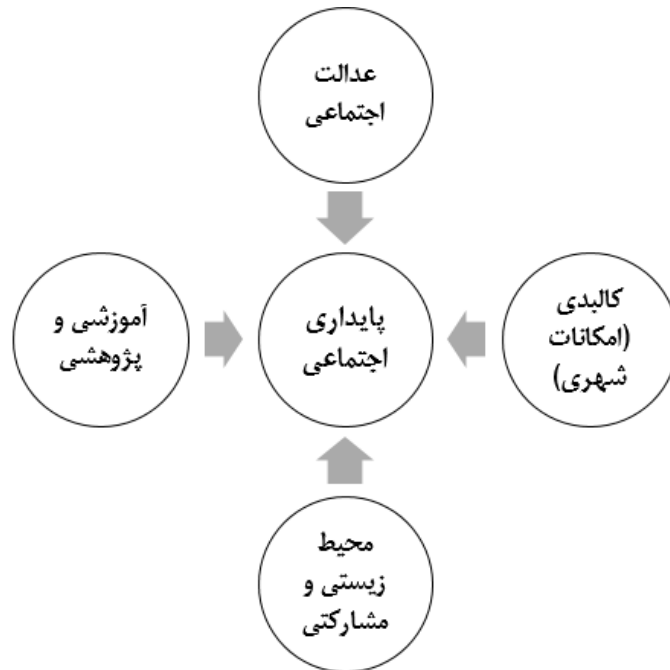 عدالت
اجتماعی
کالبدی
(امکانات
شهری)
پایداری
اجتماعی
آموزشی و
پژوهشی
محیط
زیستی و
مشارکتی